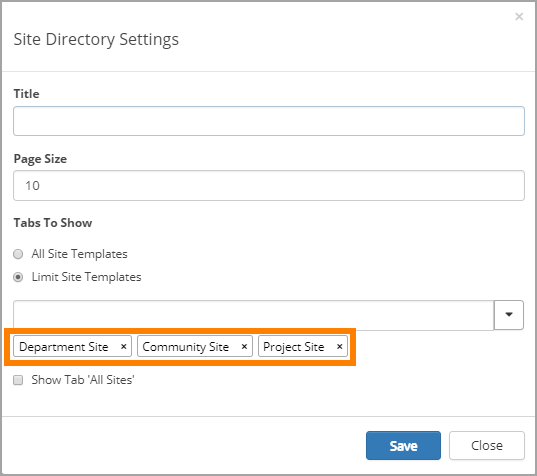 ×
Site Directory Settings
Title
Page Size
10
Tabs To Show
All Site Templates
Limit Site Templates
Department Site × Community Site × Project Site ×
Show Tab 'All Sites'
Save Close